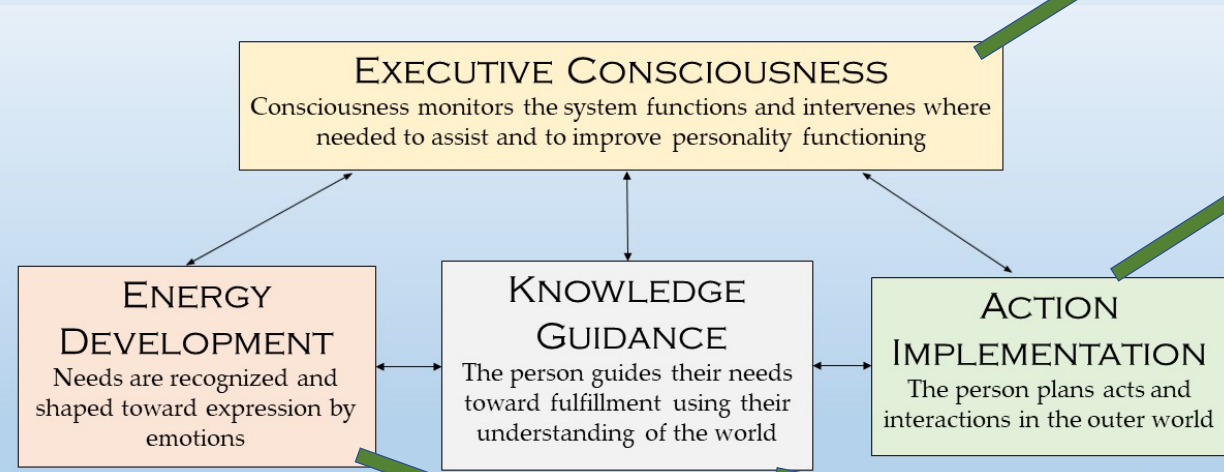 EXECUTIVE CONSCIOUSNESS
Consciousness monitors the system functions and intervenes where
needed to assist and to improve personality functioning
ENERGY
DEVELOPMENT
Needs are recognized and
shaped toward expression by
emotions
KNOWLEDGE
GUIDANCE
The person guides their needs
toward fulfillment using their
understanding of the world
ACTION
IMPLEMENTATION
The person plans acts and
interactions in the outer world